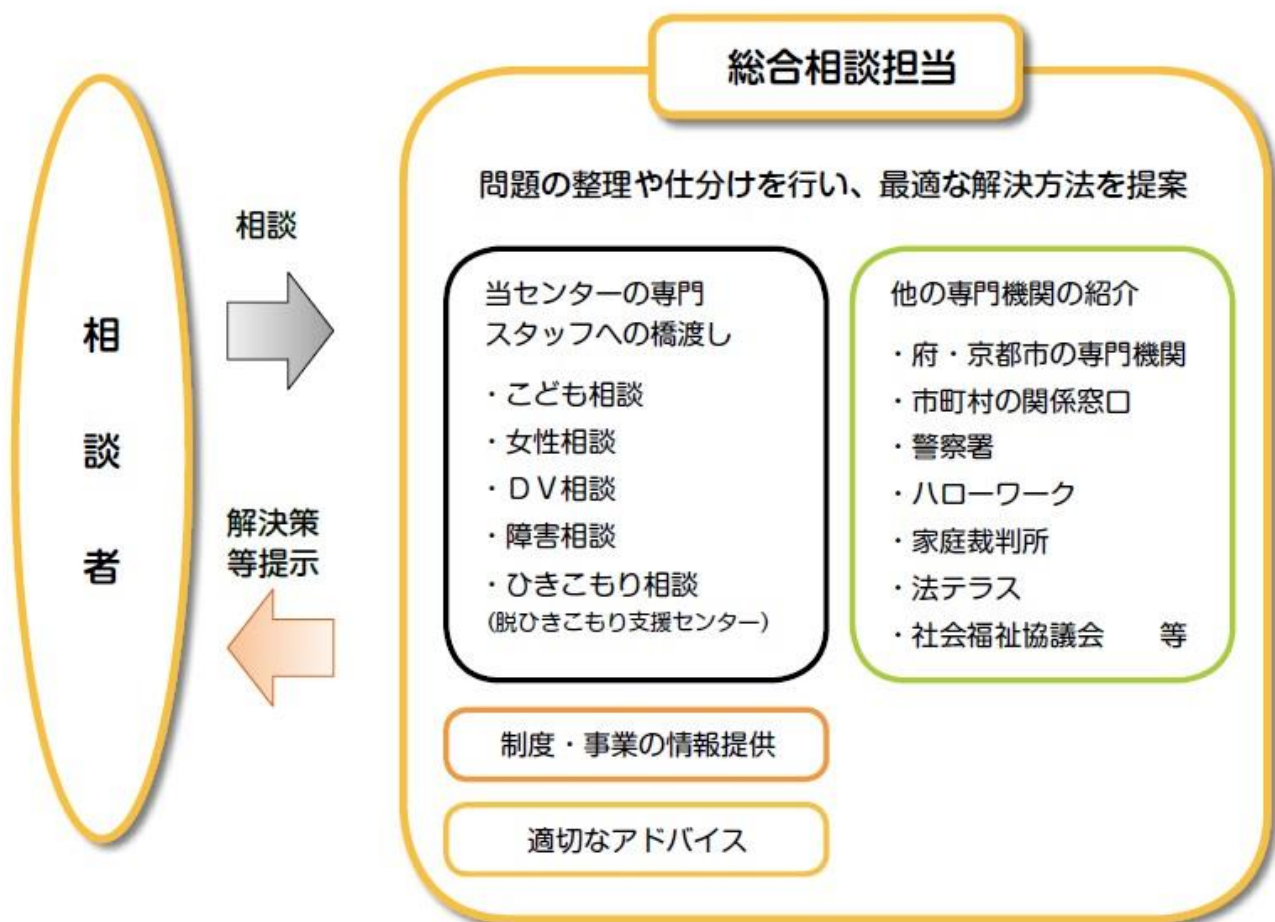 総合相談担当
問題の整理や仕分けを行い、最適な解決方法を提案
相談者
相談
解決策
等提示
当センターの専門
スタッフへの橋渡し
・こども相談
・女性相談
・ＤＶ相談
・障害相談
・ひきこもり相談
（脱ひきこもり支援センター）
他の専門機関の紹介
・府・京都市の専門機関
・市町村の関係窓口
・警察署
・ハローワーク
・家庭裁判所
・法テラス
・社会福祉協議会　　等
制度・事業の情報提供
適切なアドバイス